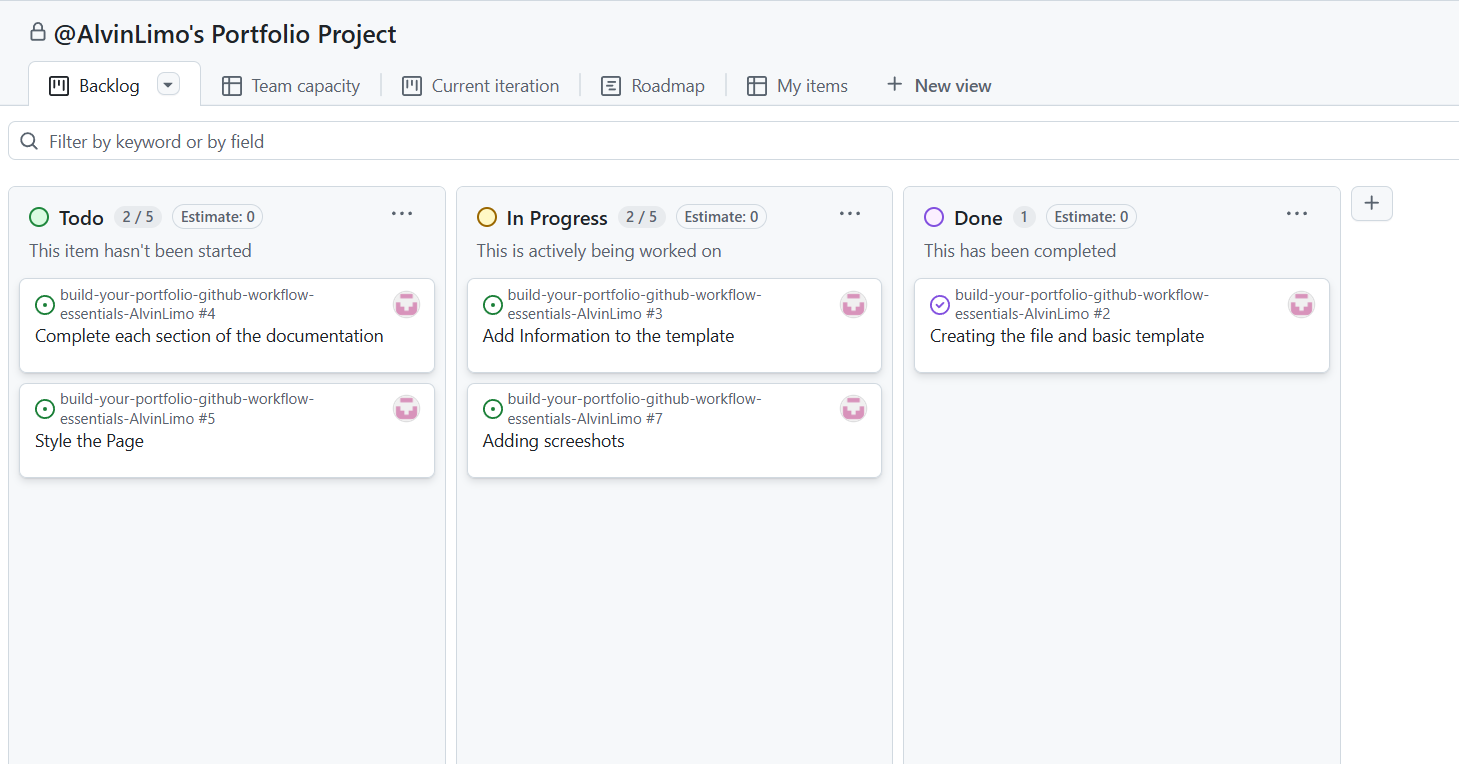 @AlvinLimo's Portfolio Project
Backlog
Team capacity
Current iteration
Roadmap
My items
New view
Filter by keyword or by field
Todo 2 / 5 Estimate: 0
This item hasn't been started
build-your-portfolio-github-workflow-
essentials-AlvinLimo #4
Complete each section of the documentation
build-your-portfolio-github-workflow-
essentials-AlvinLimo #5
Style the Page
In Progress 2 / 5 Estimate: 0
This is actively being worked on
build-your-portfolio-github-workflow-
essentials-AlvinLimo #3
Add Information to the template
build-your-portfolio-github-workflow-
essentials-AlvinLimo #7
Adding screeshots
Done 1 Estimate: 0
This has been completed
build-your-portfolio-github-workflow-
essentials-AlvinLimo #2
Creating the file and basic template